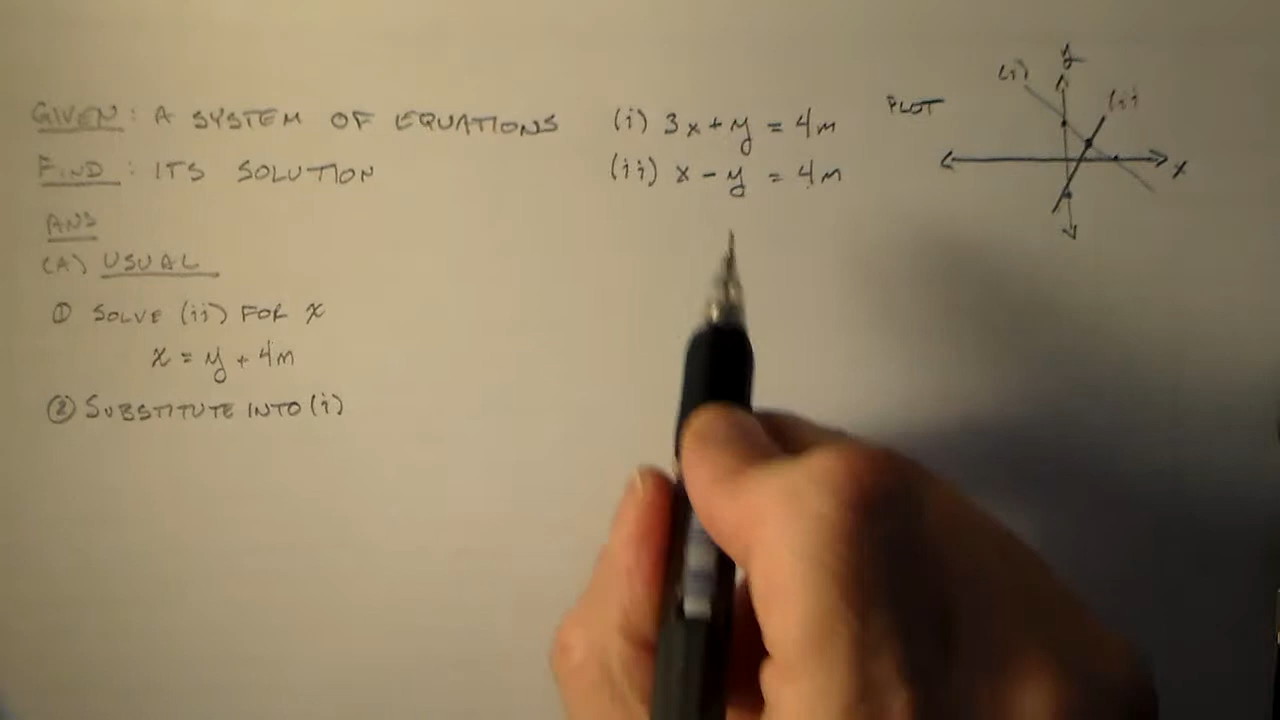 GIVEN: A SYSTEM OF EQUATIONS (i) 3x + y = 4m
FIND: ITS SOLUTION (ii) x - y = 4m
ANS
(A) USUAL
① SOLVE (ii) FOR x
x = y + 4m
② SUBSTITUTE INTO (i)
PLOT
y
(i)
(ii)
x